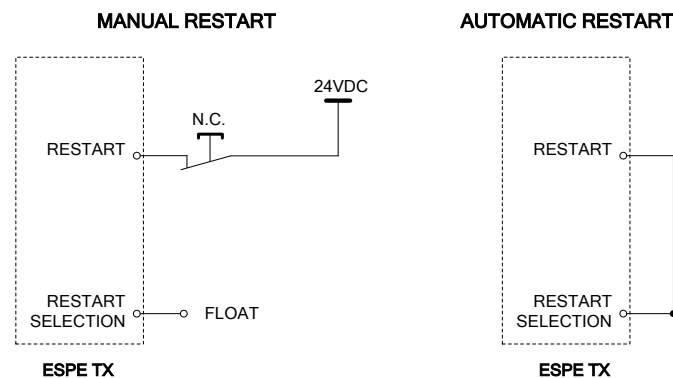 MANUAL RESTART
24VDC
N.C.
RESTART
RESTART
SELECTION
FLOAT
ESPE TX
AUTOMATIC RESTART
RESTART
RESTART
SELECTION
ESPE TX